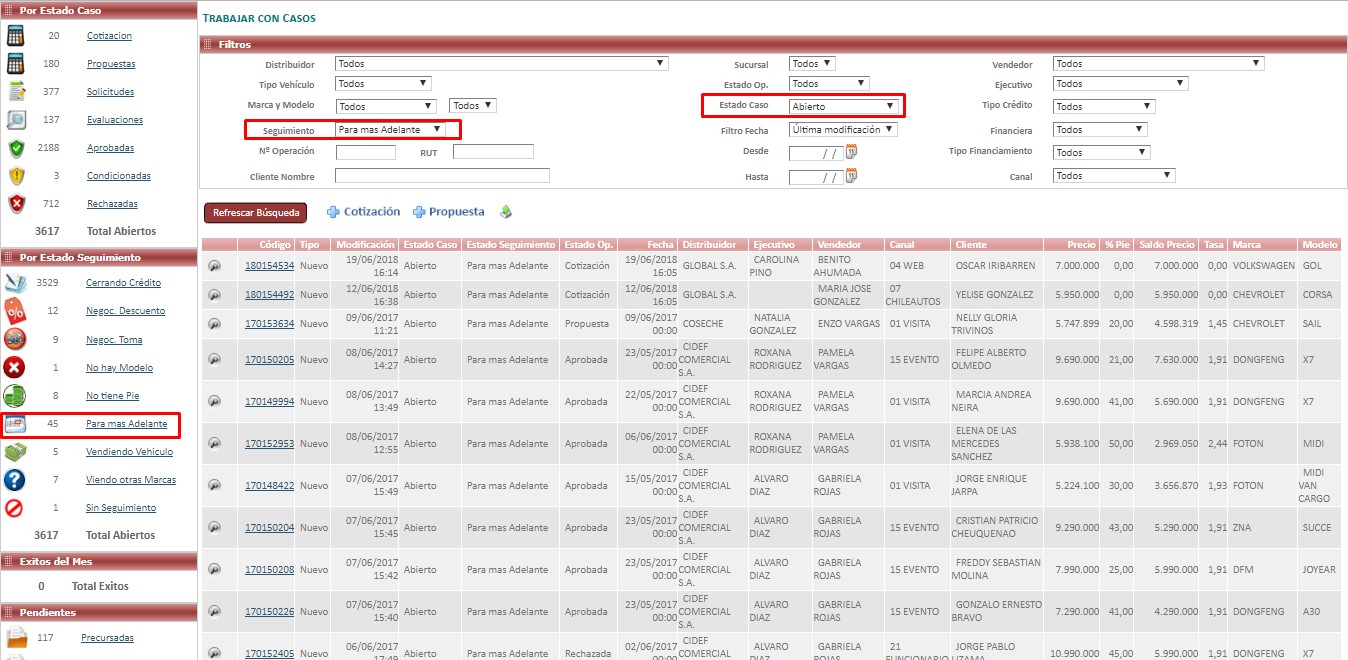 Por Estado Caso
20 Cotizacion
180 Propuestas
377 Solicitudes
137 Evaluaciones
2188 Aprobadas
3 Condicionadas
712 Rechazadas
3617 Total Abiertos
Por Estado Seguimiento
3529 Cerrando Crédito
12 Negoc. Descuento
9 Negoc. Toma
1 No hay Modelo
8 No tiene Pie
45 Para mas Adelante
5 Vendiendo Vehículo
7 Viendo otras Marcas
1 Sin Seguimiento
3617 Total Abiertos
Exitos del Mes
0 Total Exitos
Pendientes
117 Precursadas
TRABAJAR CON CASOS
Filtros
Distribuidor Todos Sucursal Todos Vendedor Todos
Tipo Vehículo Todos Estado Op. Todos Ejecutivo Todos
Marca y Modelo Todos Todos Estado Caso Abierto Tipo Crédito Todos
Seguimiento Para mas Adelante Filtro Fecha Última modificación Financiera Todos
Nº Operación RUT Desde / / Tipo Financiamiento Todos
Cliente Nombre Hasta / / Canal Todos
Refrescar Búsqueda Cotización Propuesta
Código Tipo Modificación Estado Caso Estado Seguimiento Estado Op. Fecha Distribuidor Ejecutivo Vendedor Canal Cliente Precio % Pie Saldo Precio Tasa Marca Modelo
180154534 Nuevo 19/06/2018 16:14 Abierto Para mas Adelante Cotización 19/06/2018 16:05 GLOBAL S.A. CAROLINA PINO BENITO AHUMADA 04 WEB OSCAR IRIBARREN 7.000.000 0,00 7.000.000 0,00 VOLKSWAGEN GOL
180154492 Nuevo 12/06/2018 16:38 Abierto Para mas Adelante Cotización 12/06/2018 16:05 GLOBAL S.A. MARIA JOSE GONZALEZ 07 CHILEAUTOS YELISE GONZALEZ 5.950.000 0,00 5.950.000 0,00 CHEVROLET CORSA
170153634 Nuevo 09/06/2017 11:21 Abierto Para mas Adelante Propuesta 09/06/2017 00:00 COSECHE NATALIA GONZALEZ ENZO VARGAS 01 VISITA NELLY GLORIA TRIVINOS 5.747.899 20,00 4.598.319 1,45 CHEVROLET SAIL
170150205 Nuevo 08/06/2017 14:27 Abierto Para mas Adelante Aprobada 23/05/2017 00:00 CIDEF COMERCIAL S.A. ROXANA RODRIGUEZ PAMELA VARGAS 15 EVENTO FELIPE ALBERTO OLMEDO 9.690.000 21,00 7.630.000 1,91 DONGFENG X7
170149994 Nuevo 08/06/2017 13:49 Abierto Para mas Adelante Aprobada 22/05/2017 00:00 CIDEF COMERCIAL S.A. ROXANA RODRIGUEZ PAMELA VARGAS 01 VISITA MARCIA ANDREA NEIRA 9.690.000 41,00 5.690.000 1,91 DONGFENG X7
170152953 Nuevo 08/06/2017 12:55 Abierto Para mas Adelante Aprobada 06/06/2017 00:00 CIDEF COMERCIAL S.A. ROXANA RODRIGUEZ PAMELA VARGAS 01 VISITA ELENA DE LAS MERCEDES SANCHEZ 5.938.100 50,00 2.969.050 2,44 FOTON MIDI
170148422 Nuevo 07/06/2017 15:49 Abierto Para mas Adelante Aprobada 15/05/2017 00:00 CIDEF COMERCIAL S.A. ALVARO DIAZ GABRIELA ROJAS 01 VISITA JORGE ENRIQUE JARPA 5.224.100 30,00 3.656.870 1,93 FOTON MIDI VAN CARGO
170150204 Nuevo 07/06/2017 15:45 Abierto Para mas Adelante Aprobada 23/05/2017 00:00 CIDEF COMERCIAL S.A. ALVARO DIAZ GABRIELA ROJAS 15 EVENTO CRISTIAN PATRICIO CHEUQUENAO 9.290.000 43,00 5.290.000 1,91 ZNA SUCCE
170150208 Nuevo 07/06/2017 15:42 Abierto Para mas Adelante Aprobada 23/05/2017 00:00 CIDEF COMERCIAL S.A. ALVARO DIAZ GABRIELA ROJAS 15 EVENTO FREDDY SEBASTIAN MOLINA 7.990.000 25,00 5.990.000 1,91 DFM JOYEAR
170150226 Nuevo 07/06/2017 15:40 Abierto Para mas Adelante Aprobada 23/05/2017 00:00 CIDEF COMERCIAL S.A. ALVARO DIAZ GABRIELA ROJAS 15 EVENTO GONZALO ERNESTO BRAVO 7.290.000 41,00 4.290.000 1,91 DONGFENG A30
170152405 Nuevo 06/06/2017 17:49 Abierto Para mas Adelante Rechazada 02/06/2017 00:00 CIDEF COMERCIAL ALVARO DIAZ GABRIELA ROJAS 21 FUNCIONARIO JORGE PABLO LIZAMA 10.990.000 45,00 5.990.000 1,91 DONGFENG X7